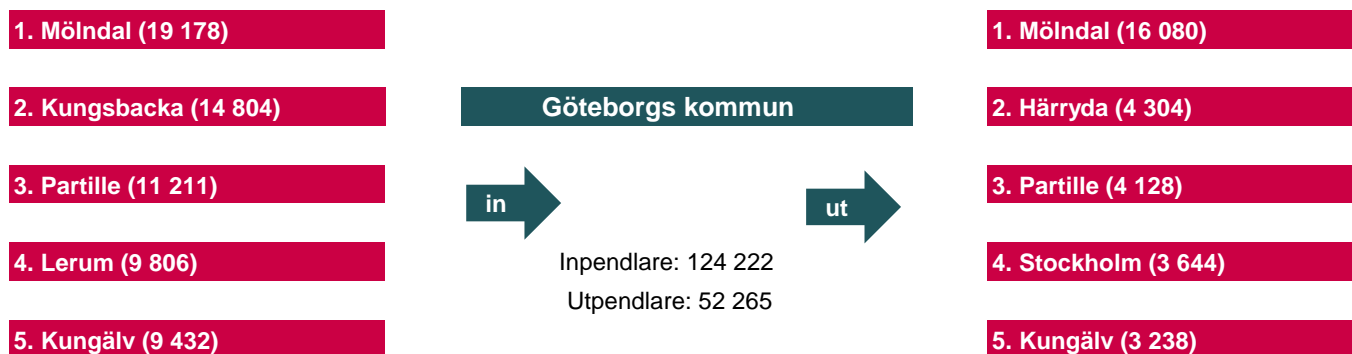 1. Mölndal (19 178)
2. Kungsbacka (14 804)
3. Partille (11 211)
4. Lerum (9 806)
5. Kungälv (9 432)
Göteborgs kommun
in
ut
Inpendlare: 124 222
Utpendlare: 52 265
1. Mölndal (16 080)
2. Härryda (4 304)
3. Partille (4 128)
4. Stockholm (3 644)
5. Kungälv (3 238)